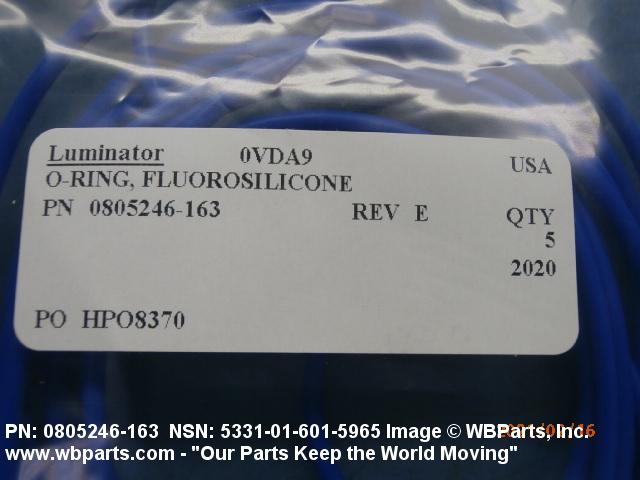 Luminator 0VDA9 USA
O-RING, FLUOROSILICONE
PN 0805246-163 REV E QTY
5
2020
PO HPO8370
PN: 0805246-163 NSN: 5331-01-601-5965 Image © WBParts, Inc.
www.wbparts.com - "Our Parts Keep the World Moving"